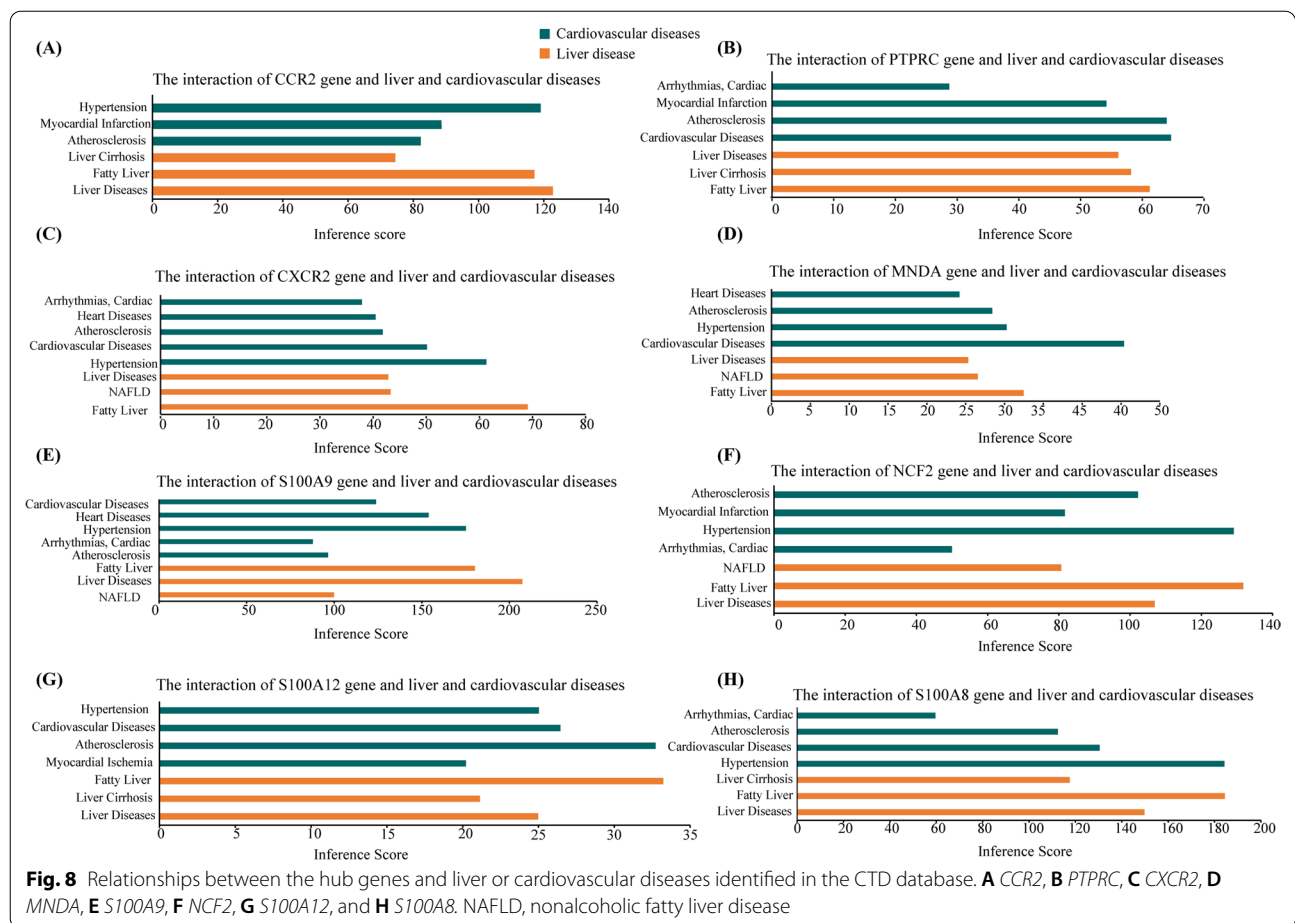 Cardiovascular diseases
Liver disease
(A)
The interaction of CCR2 gene and liver and cardiovascular diseases
Hypertension
Myocardial Infarction
Atherosclerosis
Liver Cirrhosis
Fatty Liver
Liver Diseases
0 20 40 60 80 100 120 140
Inference score
(B)
The interaction of PTPRC gene and liver and cardiovascular diseases
Arrhythmias, Cardiac
Myocardial Infarction
Atherosclerosis
Cardiovascular Diseases
Liver Diseases
Liver Cirrhosis
Fatty Liver
0 10 20 30 40 50 60 70
Inference Score
(C)
The interaction of CXCR2 gene and liver and cardiovascular diseases
Arrhythmias, Cardiac
Heart Diseases
Atherosclerosis
Cardiovascular Diseases
Hypertension
Liver Diseases
NAFLD
Fatty Liver
0 10 20 30 40 50 60 70 80
Inference Score
(D)
The interaction of MNDA gene and liver and cardiovascular diseases
Heart Diseases
Atherosclerosis
Hypertension
Cardiovascular Diseases
Liver Diseases
NAFLD
Fatty Liver
0 5 10 15 20 25 30 35 45 40 50
Inference Score
(E)
The interaction of S100A9 gene and liver and cardiovascular diseases
Cardiovascular Diseases
Heart Diseases
Hypertension
Arrhythmias, Cardiac
Atherosclerosis
Fatty Liver
Liver Diseases
NAFLD
0 50 100 150 200 250
Inference Score
(F)
The interaction of NCF2 gene and liver and cardiovascular diseases
Atherosclerosis
Myocardial Infarction
Hypertension
Arrhythmias, Cardiac
NAFLD
Fatty Liver
Liver Diseases
0 20 40 60 80 100 120 140
Inference Score
(G)
The interaction of S100A12 gene and liver and cardiovascular diseases
Hypertension
Cardiovascular Diseases
Atherosclerosis
Myocardial Ischemia
Fatty Liver
Liver Cirrhosis
Liver Diseases
0 5 10 15 20 25 30 35
Inference Score
(H)
The interaction of S100A8 gene and liver and cardiovascular diseases
Arrhythmias, Cardiac
Atherosclerosis
Cardiovascular Diseases
Hypertension
Liver Cirrhosis
Fatty Liver
Liver Diseases
0 20 40 60 80 100 120 140 160 180 200
Inference Score
Fig. 8 Relationships between the hub genes and liver or cardiovascular diseases identified in the CTD database. A CCR2, B PTPRC, C CXCR2, D
MNDA, E S100A9, F NCF2, G S100A12, and H S100A8. NAFLD, nonalcoholic fatty liver disease